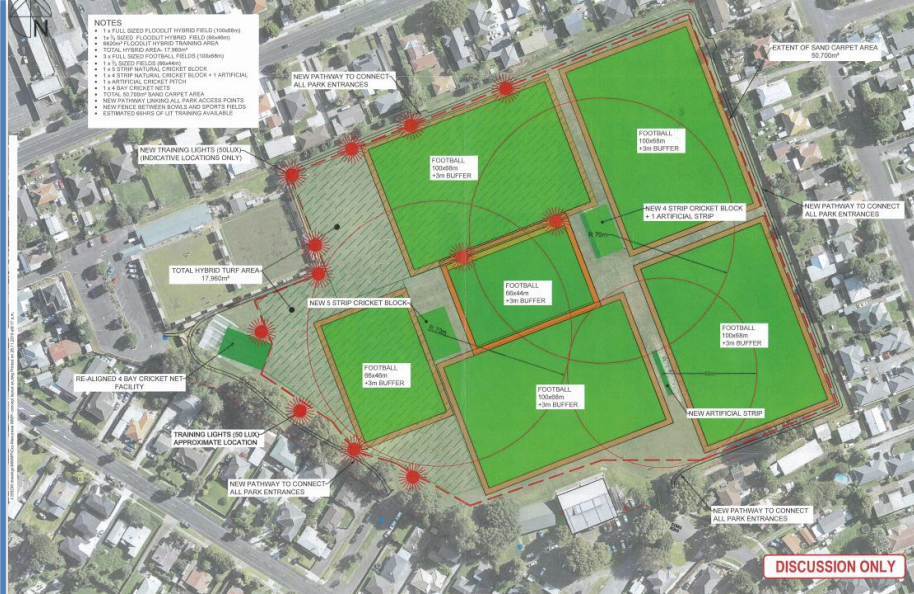 N
NOTES
1 x FULL SIZED FLOODLIT HYBRID FIELD (100x68m)
1x ⅔ SIZED FLOODLIT HYBRID FIELD (66x46m)
6620m² FLOODLIT HYBRID TRAINING AREA
TOTAL HYBRID AREA- 17,960m²
3 x FULL SIZED FOOTBALL FIELDS (100x68m)
1 x ⅔ SIZED FIELDS (66x44m)
1 x 5 STRIP NATURAL CRICKET BLOCK
1 x 4 STRIP NATURAL CRICKET BLOCK + 1 ARTIFICIAL
1 x ARTIFICIAL CRICKET PITCH
1 x 4 BAY CRICKET NETS
TOTAL 50,700m² SAND CARPET AREA
NEW PATHWAY LINKING ALL PARK ACCESS POINTS
NEW FENCE BETWEEN BOWLS AND SPORTS FIELDS
ESTIMATED 66HRS OF LIT TRAINING AVAILABLE
EXTENT OF SAND CARPET AREA
50,700m²
NEW PATHWAY TO CONNECT
ALL PARK ENTRANCES
NEW TRAINING LIGHTS (50LUX)
(INDICATIVE LOCATIONS ONLY)
FOOTBALL
100x68m
+3m BUFFER
FOOTBALL
100x68m
+3m BUFFER
NEW 4 STRIP CRICKET BLOCK
+ 1 ARTIFICIAL STRIP
NEW PATHWAY TO CONNECT
ALL PARK ENTRANCES
R 70m
TOTAL HYBRID TURF AREA
17,960m²
NEW 5 STRIP CRICKET BLOCK
FOOTBALL
66x44m
+3m BUFFER
R 70m
FOOTBALL
100x68m
+3m BUFFER
FOOTBALL
66x46m
+3m BUFFER
RE-ALIGNED 4 BAY CRICKET NET
FACILITY
FOOTBALL
100x68m
+3m BUFFER
NEW ARTIFICIAL STRIP
TRAINING LIGHTS (50 LUX)
APPROXIMATE LOCATION
NEW PATHWAY TO CONNECT
ALL PARK ENTRANCES
NEW PATHWAY TO CONNECT
ALL PARK ENTRANCES
DISCUSSION ONLY